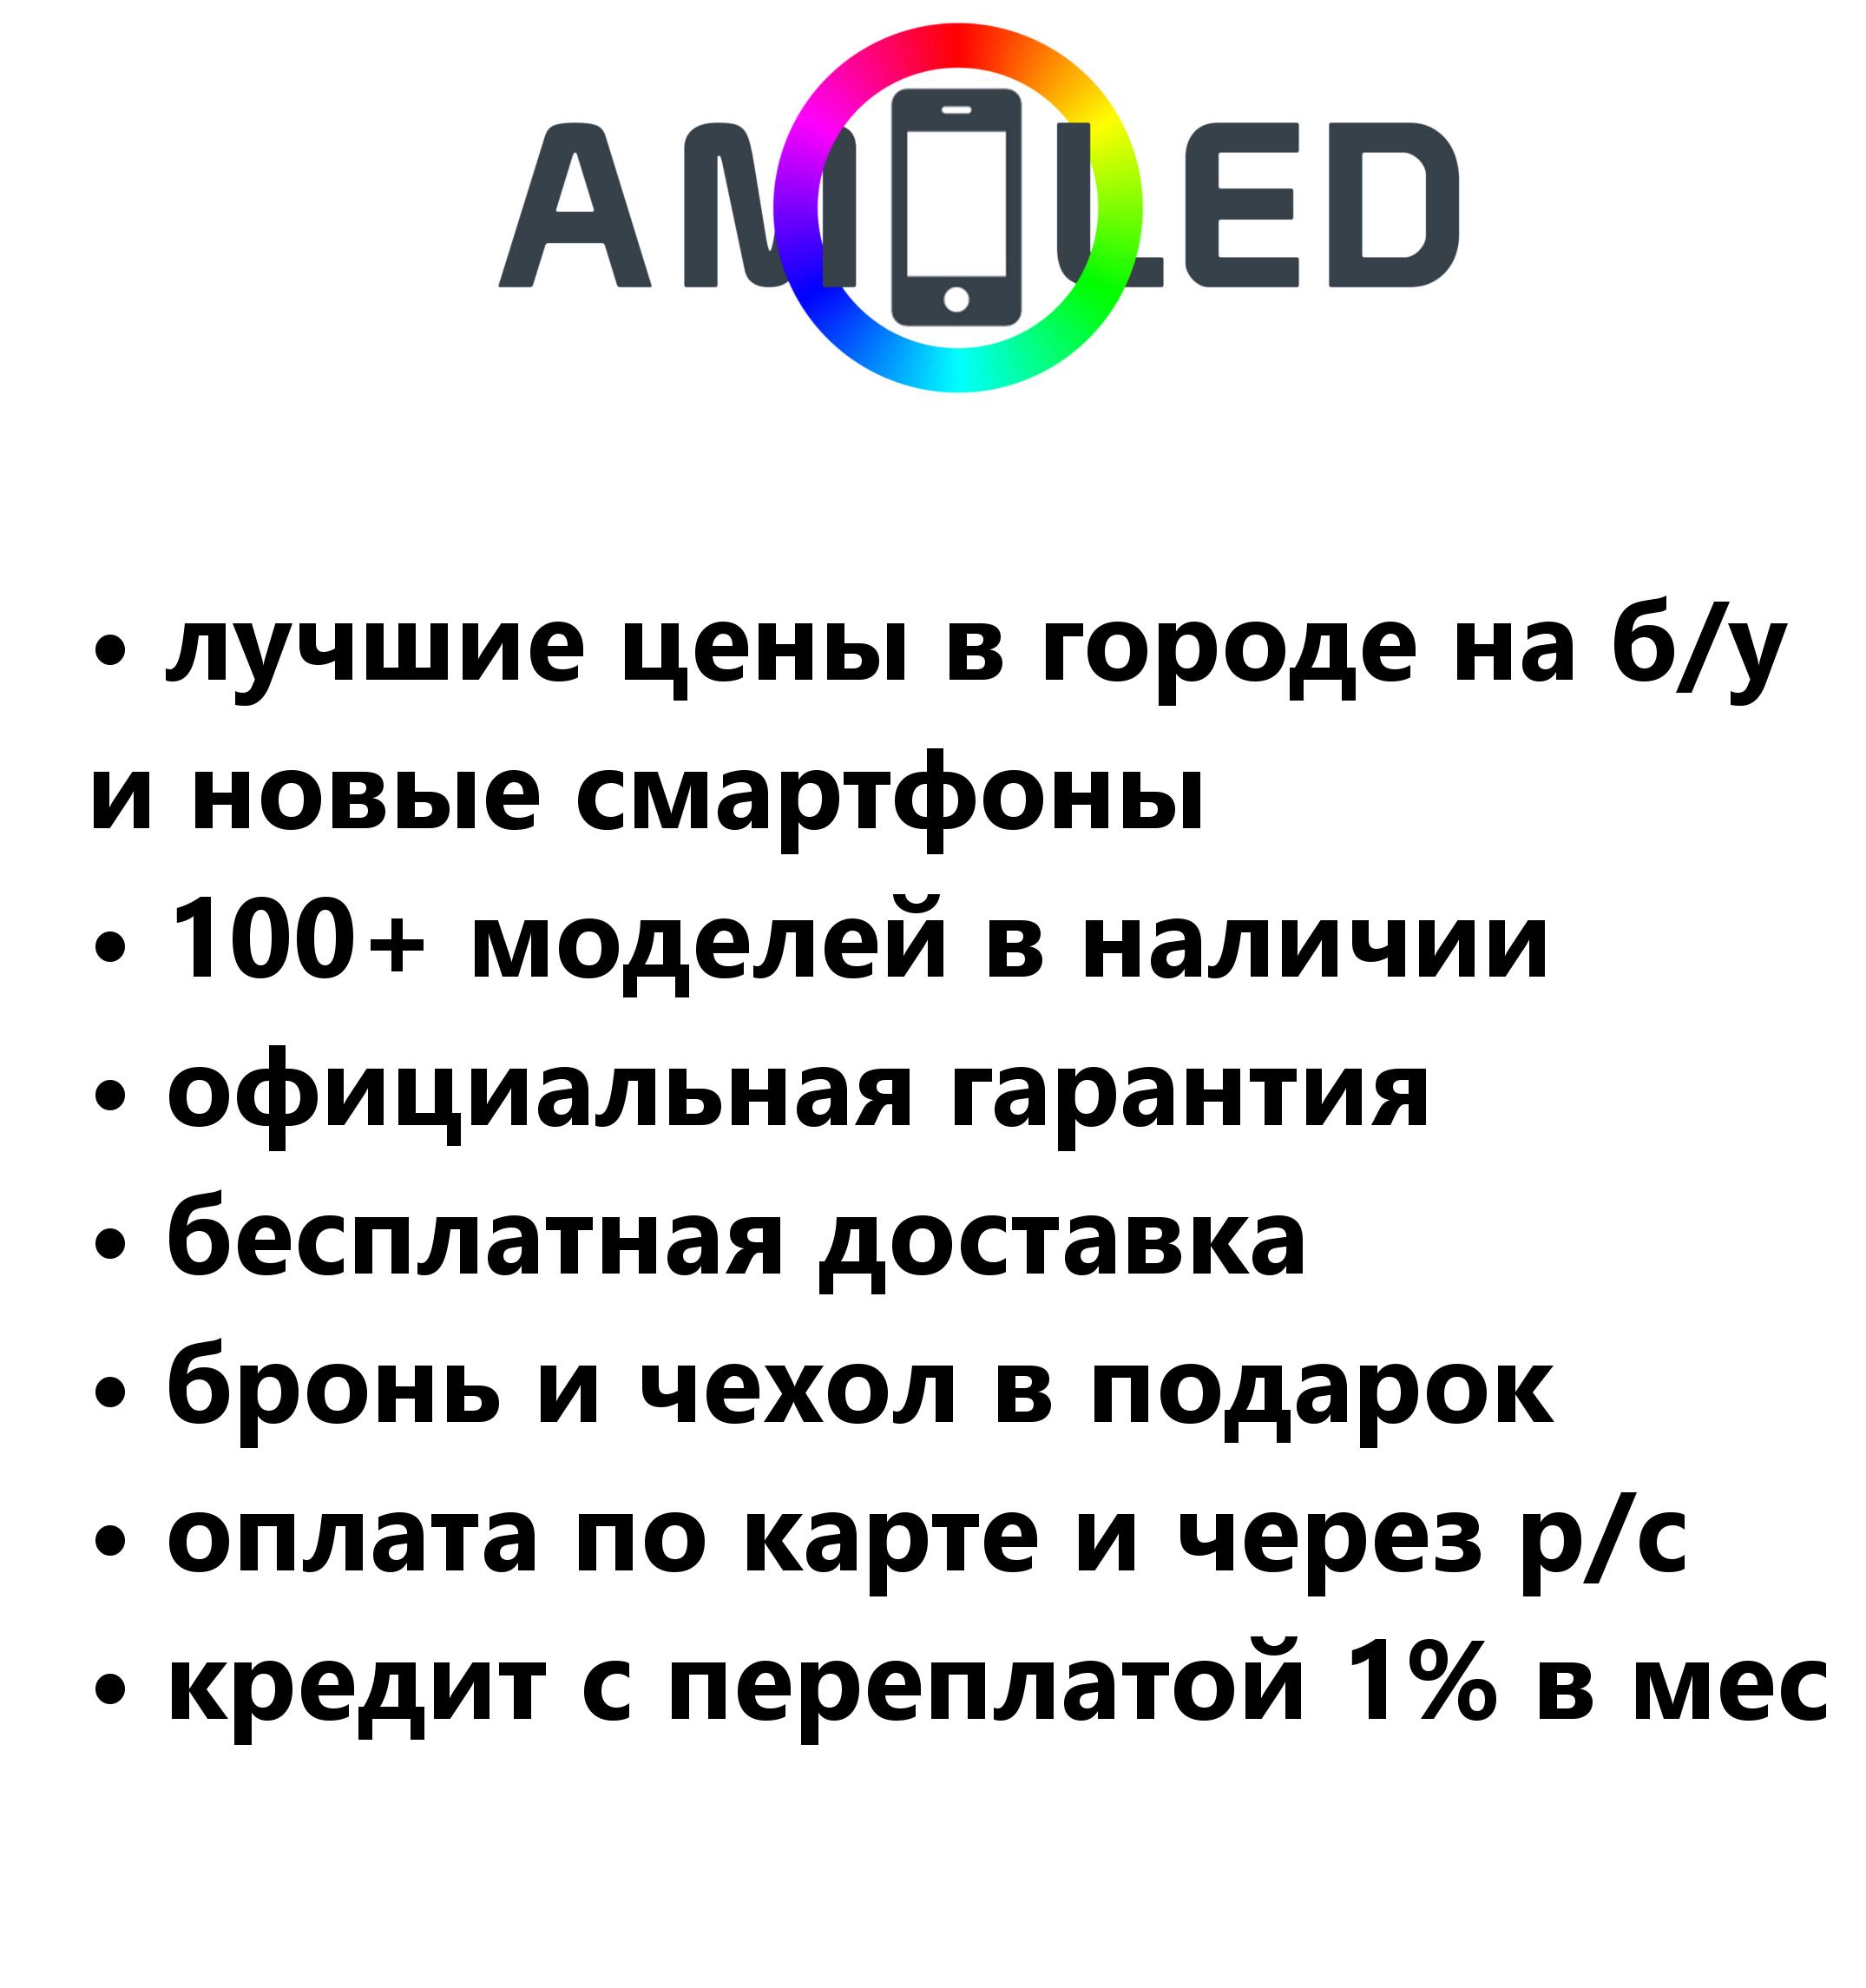 AMOLED
• лучшие цены в городе на б/у
и новые смартфоны
• 100+ моделей в наличии
• официальная гарантия
• бесплатная доставка
• бронь и чехол в подарок
• оплата по карте и через р/с
• кредит с переплатой 1% в мес